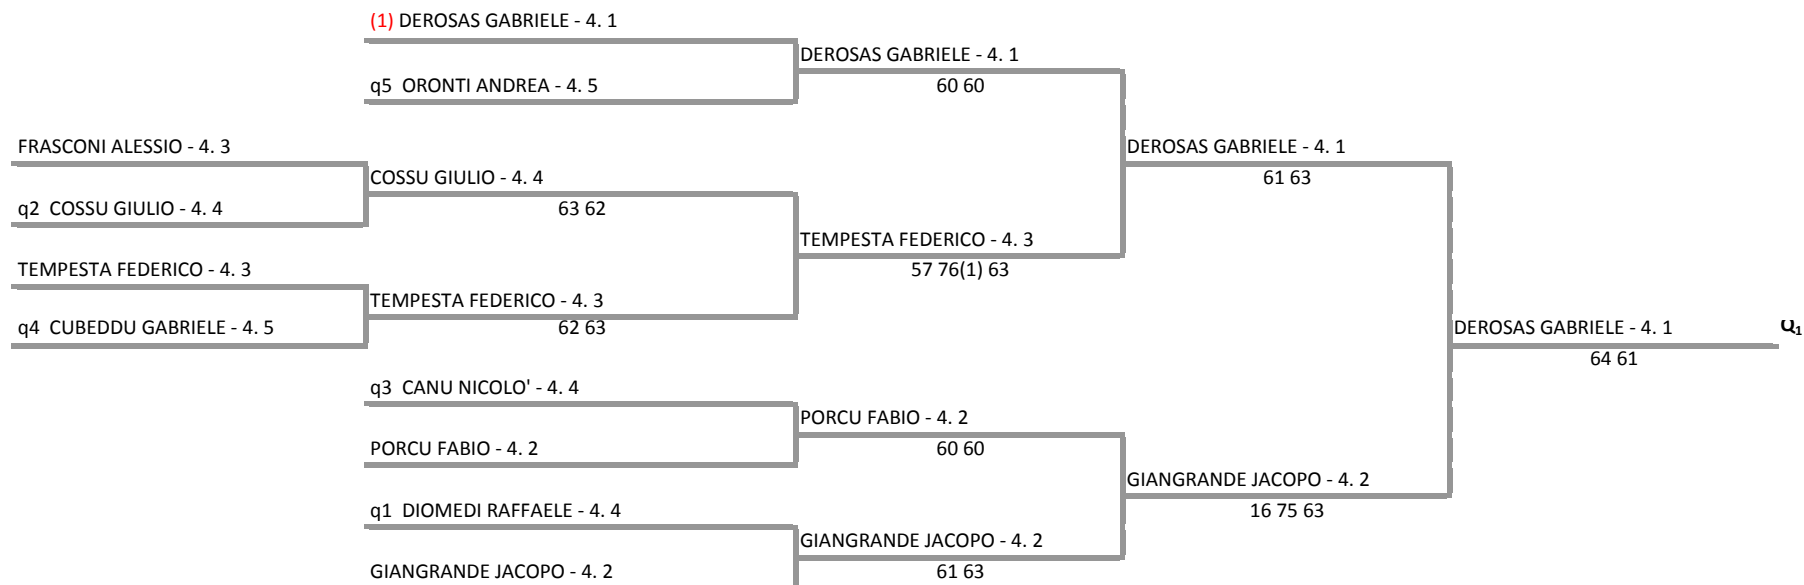 (1) DEROSAS GABRIELE - 4. 1
DEROSAS GABRIELE - 4. 1
q5 ORONTI ANDREA - 4. 5
60 60
FRASCONI ALESSIO - 4. 3
DEROSAS GABRIELE - 4. 1
COSSU GIULIO - 4. 4
61 63
q2 COSSU GIULIO - 4. 4
63 62
TEMPESTA FEDERICO - 4. 3
TEMPESTA FEDERICO - 4. 3
57 76(1) 63
TEMPESTA FEDERICO - 4. 3
q4 CUBEDDU GABRIELE - 4. 5
62 63
DEROSAS GABRIELE - 4. 1
Q1
64 61
q3 CANU NICOLO' - 4. 4
PORCU FABIO - 4. 2
PORCU FABIO - 4. 2
60 60
GIANGRANDE JACOPO - 4. 2
q1 DIOMEDI RAFFAELE - 4. 4
16 75 63
GIANGRANDE JACOPO - 4. 2
GIANGRANDE JACOPO - 4. 2
61 63